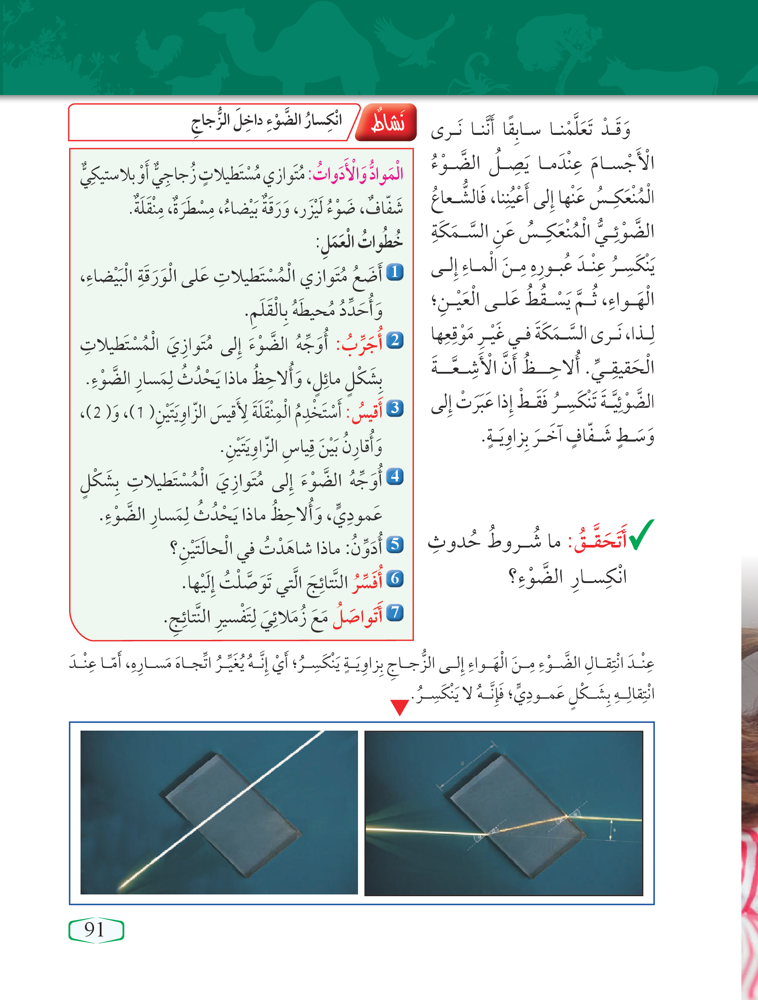 وَقَدْ تَعَلَّمْنا سابِقًا أَنَّنا نَرى
الْأَجْسامَ عِنْدَما يَصِلُ الضَّوْءُ
الْمُنْعَكِسُ عَنْها إِلى أَعْيُنِنا، فَالشُّعاعُ
الضَّوْئِيُّ الْمُنْعَكِسُ عَنِ السَّمَكَةِ
يَنْكَسِرُ عِنْدَ عُبورِهِ مِنَ الْماءِ إِلى
الْهَواءِ، ثُمَّ يَسْقُطُ عَلى الْعَيْنِ؛
لِذا، نَرى السَّمَكَةَ في غَيْرِ مَوْقِعِها
الْحَقيقِيِّ. أُلاحِظُ أَنَّ الْأَشِعَّةَ
الضَّوْئِيَّةَ تَنْكَسِرُ فَقَطْ إِذا عَبَرَتْ إِلى
وَسَطٍ شَفّافٍ آخَرَ بِزاوِيَةٍ.
أَتَحَقَّقُ: ما شُروطُ حُدوثِ
انْكِسارِ الضَّوْءِ؟
نَشاطٌ
انْكِسارُ الضَّوْءِ داخِلَ الزُّجاجِ
الْمَوادُّ وَالْأَدَواتُ: مُتَوازي مُسْتَطيلاتٍ زُجاجِيٌّ أَوْ بلاستيكِيٌّ
شَفّافٌ، ضَوْءُ لَيْزَر، وَرَقَةٌ بَيْضاءُ، مِسْطَرَةٌ، مِنْقَلَةٌ.
خُطُواتُ الْعَمَلِ:
1 أَضَعُ مُتَوازي الْمُسْتَطيلاتِ عَلى الْوَرَقَةِ الْبَيْضاءِ،
وَأُحَدِّدُ مُحيطَهُ بِالْقَلَمِ.
2 أُجَرِّبُ: أُوَجِّهُ الضَّوْءَ إِلى مُتَوازِيَ الْمُسْتَطيلاتِ
بِشَكْلٍ مائِلٍ، وَأُلاحِظُ ماذا يَحْدُثُ لِمَسارِ الضَّوْءِ.
3 أَقيسُ: أَسْتَخْدِمُ الْمِنْقَلَةَ لِأَقيسَ الزّاوِيَتَيْنِ( 1)، وَ( 2)،
وَأُقارِنُ بَيْنَ قِياسِ الزّاوِيَتَيْنِ.
4 أُوَجِّهُ الضَّوْءَ إِلى مُتَوازِيَ الْمُسْتَطيلاتِ بِشَكْلٍ
عَمودِيٍّ، وَأُلاحِظُ ماذا يَحْدُثُ لِمَسارِ الضَّوْءِ.
5 أُدَوِّنُ: ماذا شاهَدْتُ في الْحالَتَيْنِ؟
6 أُفَسِّرُ النَّتائِجَ الَّتي تَوَصَّلْتُ إِلَيْها.
7 أَتَواصَلُ مَعَ زُمَلائِيَ لِتَفْسيرِ النَّتائِجِ.
عِنْدَ انْتِقالِ الضَّوْءِ مِنَ الْهَواءِ إِلى الزُّجاجِ بِزاوِيَةٍ يَنْكَسِرُ؛ أَيْ إِنَّهُ يُغَيِّرُ اتِّجاهَ مَسارِهِ، أَمّا عِنْدَ
انْتِقالِهِ بِشَكْلٍ عَمودِيٍّ؛ فَإِنَّهُ لا يَنْكَسِرُ.
91